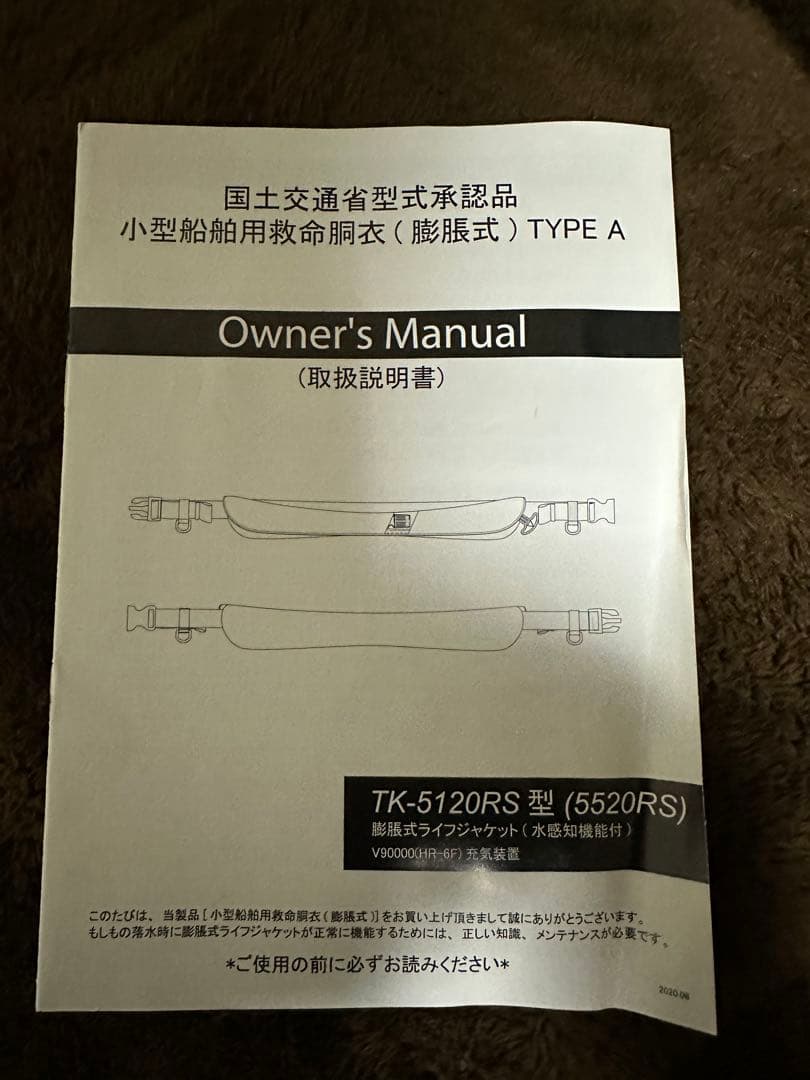 国土交通省型式承認品
小型船舶用救命胴衣(膨脹式) TYPE A
Owner's Manual
(取扱説明書)
TK-5120RS 型 (5520RS)
膨脹式ライフジャケット(水感知機能付)
V90000(HR-6F)充気装置
このたびは、当製品[小型船舶用救命胴衣(膨脹式)]をお買い上げ頂きまして誠にありがとうございます。
もしもの落水時に膨脹式ライフジャケットが正常に機能するためには、正しい知識、メンテナンスが必要です。
*ご使用の前に必ずお読みください*
2020.06